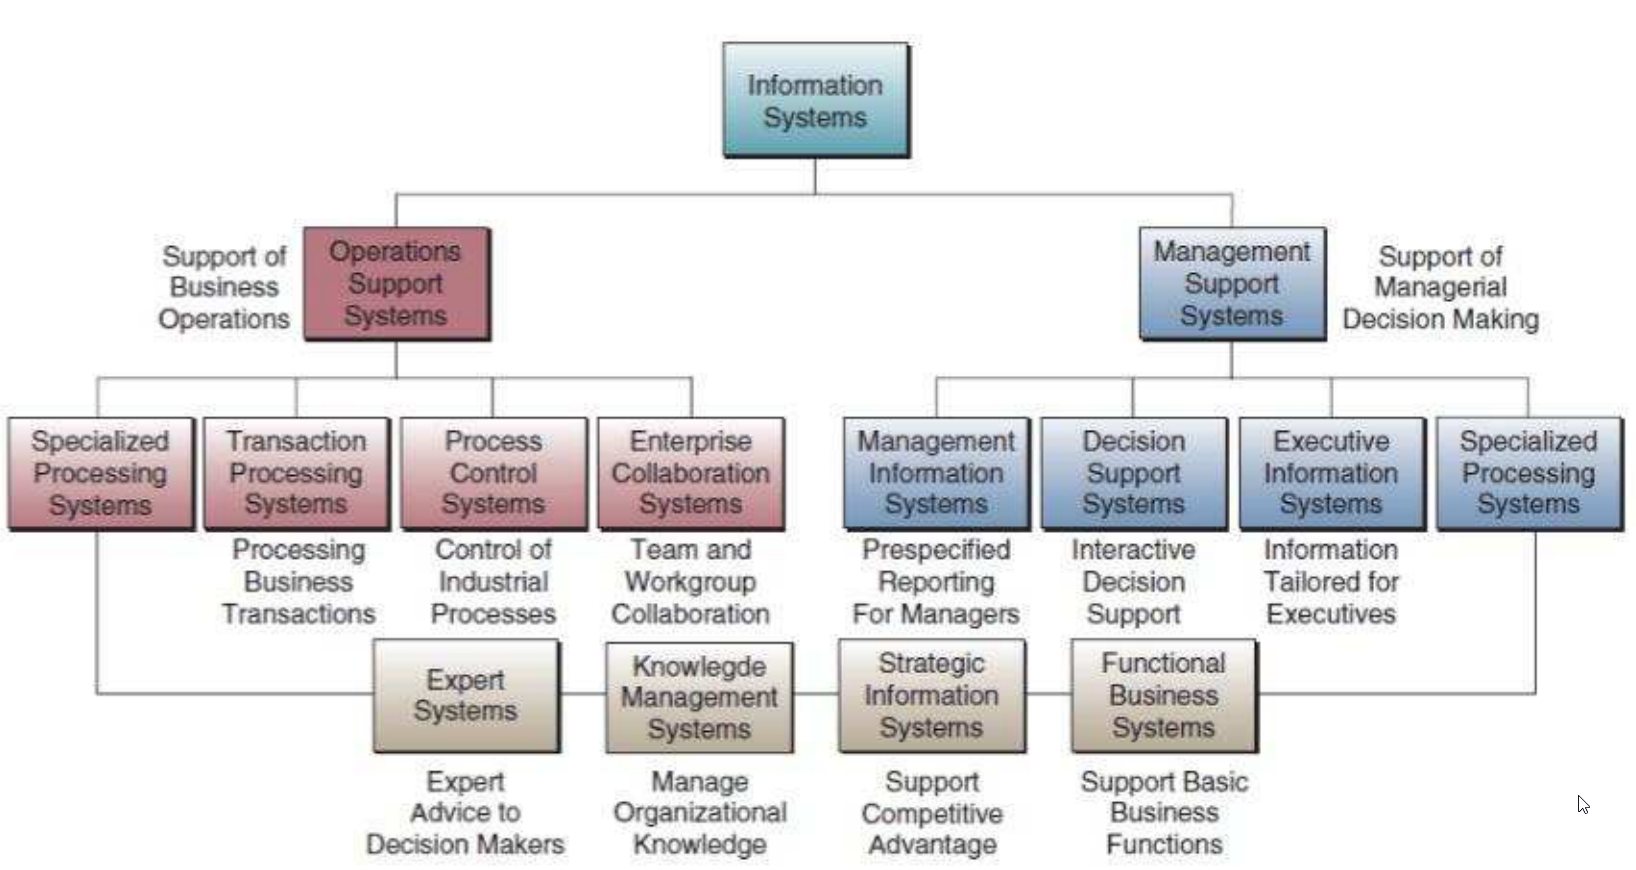 Information
Systems
Support of
Business
Operations
Operations
Support
Systems
Management
Support
Systems
Support of
Managerial
Decision Making
Specialized
Processing
Systems
Transaction
Processing
Systems
Process
Control
Systems
Enterprise
Collaboration
Systems
Management
Information
Systems
Decision
Support
Systems
Executive
Information
Systems
Specialized
Processing
Systems
Processing
Business
Transactions
Control of
Industrial
Processes
Team and
Workgroup
Collaboration
Prespecified
Reporting
For Managers
Interactive
Decision
Support
Information
Tailored for
Executives
Expert
Systems
Knowlegde
Management
Systems
Strategic
Information
Systems
Functional
Business
Systems
Expert
Advice to
Decision Makers
Manage
Organizational
Knowledge
Support
Competitive
Advantage
Support Basic
Business
Functions